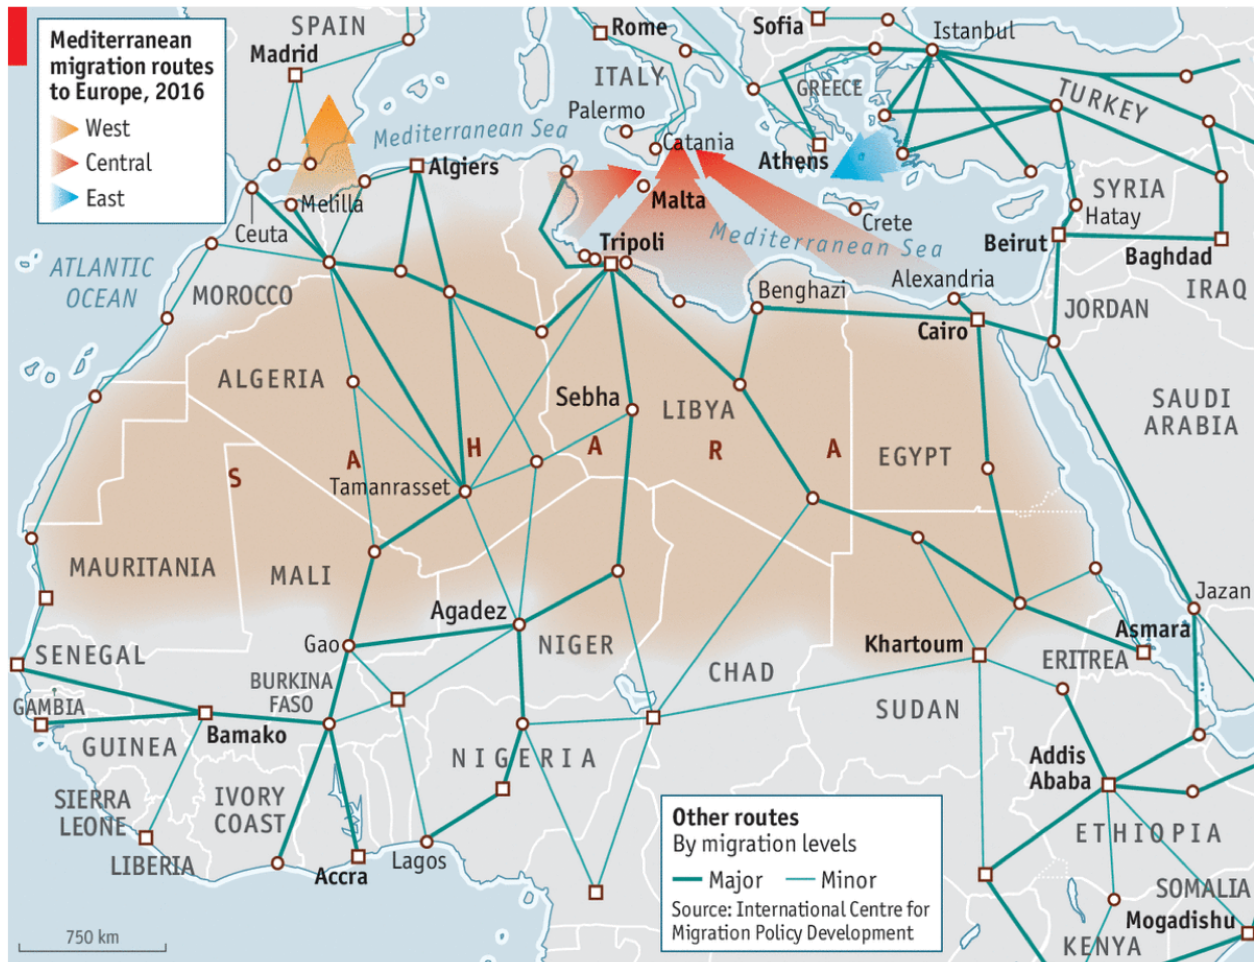 Mediterranean
migration routes
to Europe, 2016
West
Central
East
SPAIN
Madrid
Rome
ITALY
Palermo
Catania
Malta
Sofia
Istanbul
GREECE
Athens
Crete
TURKEY
SYRIA
Hatay
Beirut
Baghdad
IRAQ
JORDAN
SAUDI
ARABIA
Mediterranean Sea
Mediterranean Sea
Algiers
Melilla
Ceuta
ATLANTIC
OCEAN
MOROCCO
Tripoli
Benghazi
Alexandria
Cairo
ALGERIA
Sebha
LIBYA
EGYPT
S A H A R A
Tamanrasset
MAURITANIA
MALI
Agadez
NIGER
CHAD
Khartoum
SUDAN
Asmara
ERITREA
Jazan
Gao
SENEGAL
GAMBIA
BURKINA
FASO
Bamako
GUINEA
NIGERIA
SIERRA
LEONE
IVORY
COAST
LIBERIA
Accra
Lagos
Addis
Ababa
ETHIOPIA
SOMALIA
Mogadishu
KENYA
Other routes
By migration levels
Major
Minor
Source: International Centre for
Migration Policy Development
750 km